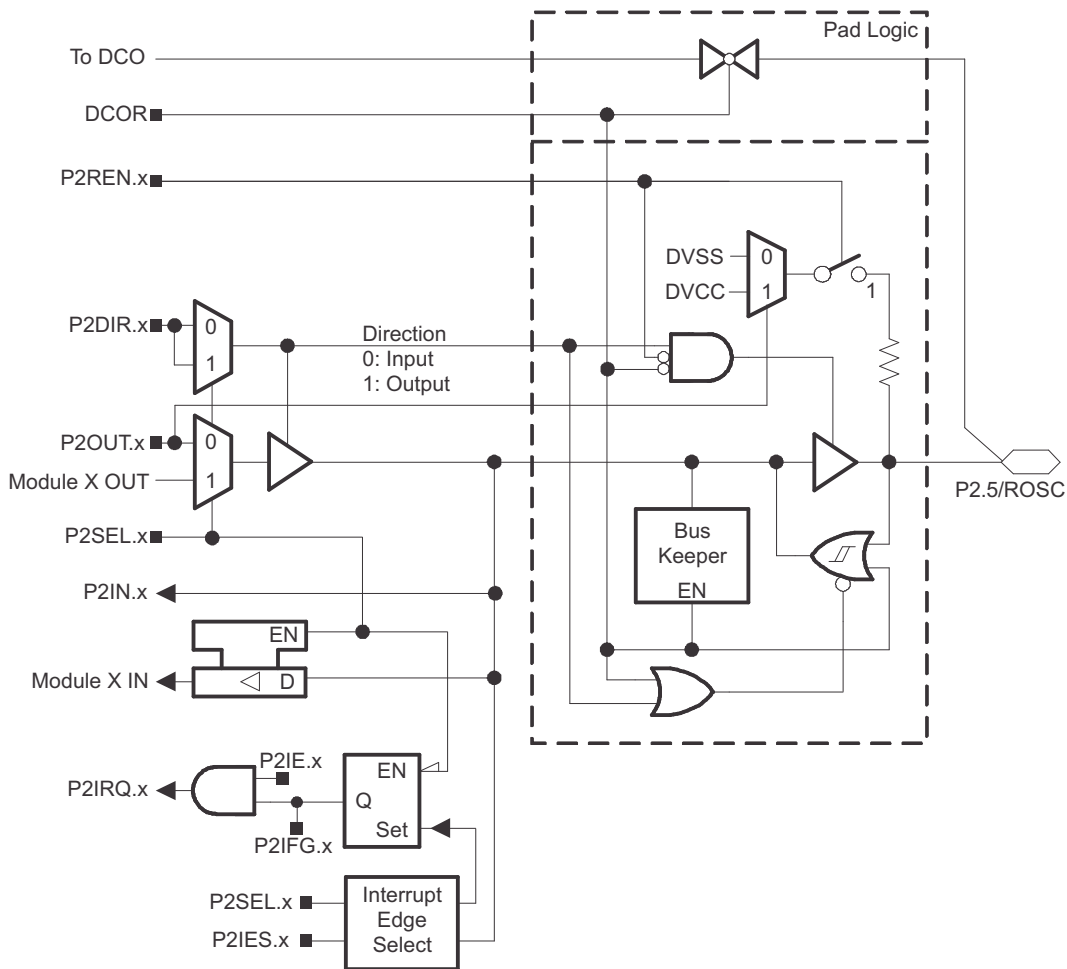 Pad Logic
To DCO
DCOR
P2REN.x
DVSS
0
DVCC
1
1
P2DIR.x
0
1
Direction
0: Input
1: Output
P2OUT.x
0
Module X OUT
1
P2.5/ROSC
P2SEL.x
Bus
Keeper
EN
P2IN.x
EN
Module X IN
D
P2IE.x
EN
P2IRQ.x
Q
Set
P2IFG.x
P2SEL.x
Interrupt
Edge
Select
P2IES.x